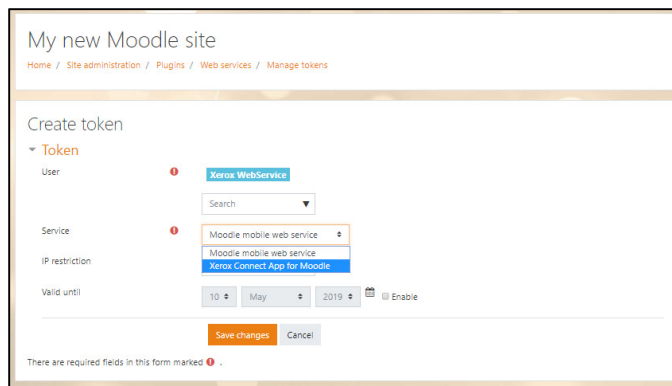 My new Moodle site
Home / Site administration / Plugins / Web services / Manage tokens
Create token
Token
User
Xerox WebService
Search
Service
Moodle mobile web service
Moodle mobile web service
Xerox Connect App for Moodle
IP restriction
Valid until 10 May 2019 Enable
Save changes Cancel
There are required fields in this form marked .